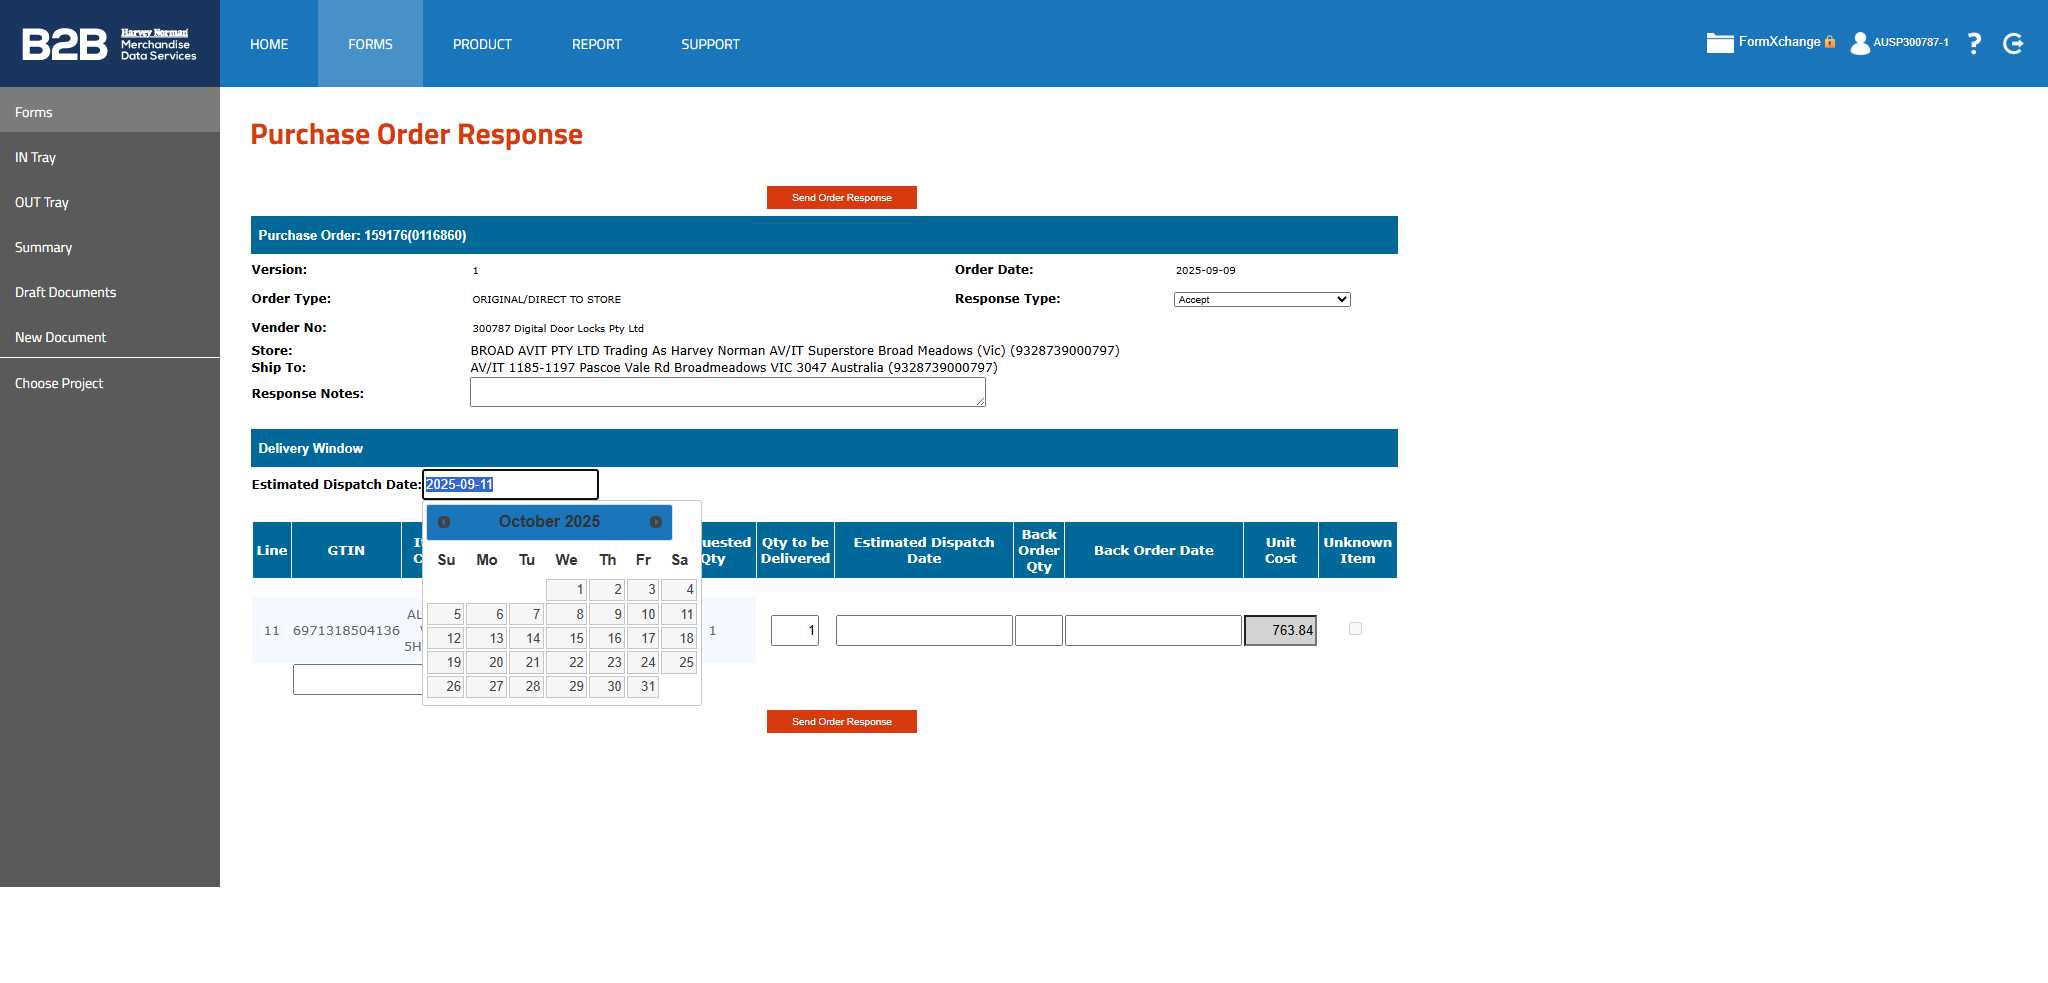 B2B Harvey Norman Merchandise Data Services
HOME FORMS PRODUCT REPORT SUPPORT
FormXchange AUSP300787-1 ?
Forms
IN Tray
OUT Tray
Summary
Draft Documents
New Document
Choose Project
Purchase Order Response
Send Order Response
Purchase Order: 159176(0116860)
Version: 1 Order Date: 2025-09-09
Order Type: ORIGINAL/DIRECT TO STORE Response Type: Accept
Vender No: 300787 Digital Door Locks Pty Ltd
Store: BROAD AVIT PTY LTD Trading As Harvey Norman AV/IT Superstore Broad Meadows (Vic) (9328739000797)
Ship To: AV/IT 1185-1197 Pascoe Vale Rd Broadmeadows VIC 3047 Australia (9328739000797)
Response Notes:
Delivery Window
Estimated Dispatch Date: 2025-09-11
October 2025
Su Mo Tu We Th Fr Sa
1 2 3 4
5 6 7 8 9 10 11
12 13 14 15 16 17 18
19 20 21 22 23 24 25
26 27 28 29 30 31
Line GTIN Qty Qty to be Delivered Estimated Dispatch Date Back Order Qty Back Order Date Unit Cost Unknown Item
11 6971318504136 AL 5H 1 1 763.84
Send Order Response